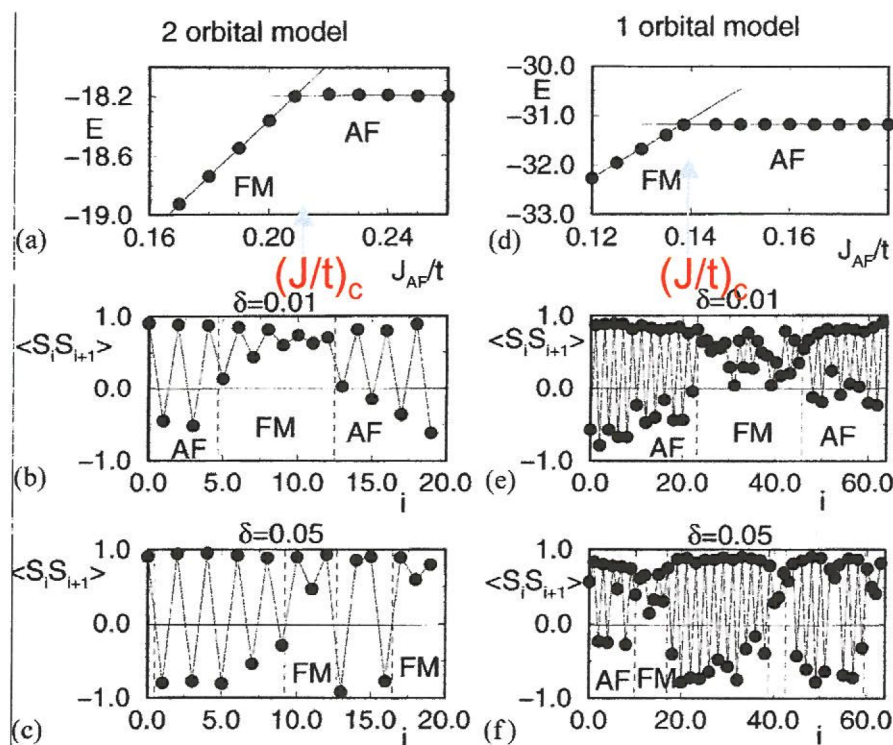 2 orbital model
1 orbital model
−18.2
E
−18.6
−19.0
AF
FM
(a)
0.16
0.20
0.24
J_AF/t
(J/t)c
−30.0
E
−31.0
−32.0
−33.0
FM
AF
(d)
0.12
0.14
0.16
J_AF/t
(J/t)c
δ=0.01
1.0
<S_iS_{i+1}>
0.0
−1.0
AF
FM
AF
(b)
0.0
5.0
10.0
15.0
20.0
i
δ=0.01
1.0
<S_iS_{i+1}>
0.0
−1.0
AF
FM
AF
(e)
0.0
20.0
40.0
60.0
i
δ=0.05
1.0
<S_iS_{i+1}>
0.0
−1.0
FM
FM
(c)
0.0
5.0
10.0
15.0
20.0
i
δ=0.05
1.0
<S_iS_{i+1}>
0.0
−1.0
AF
FM
(f)
0.0
20.0
40.0
60.0
i